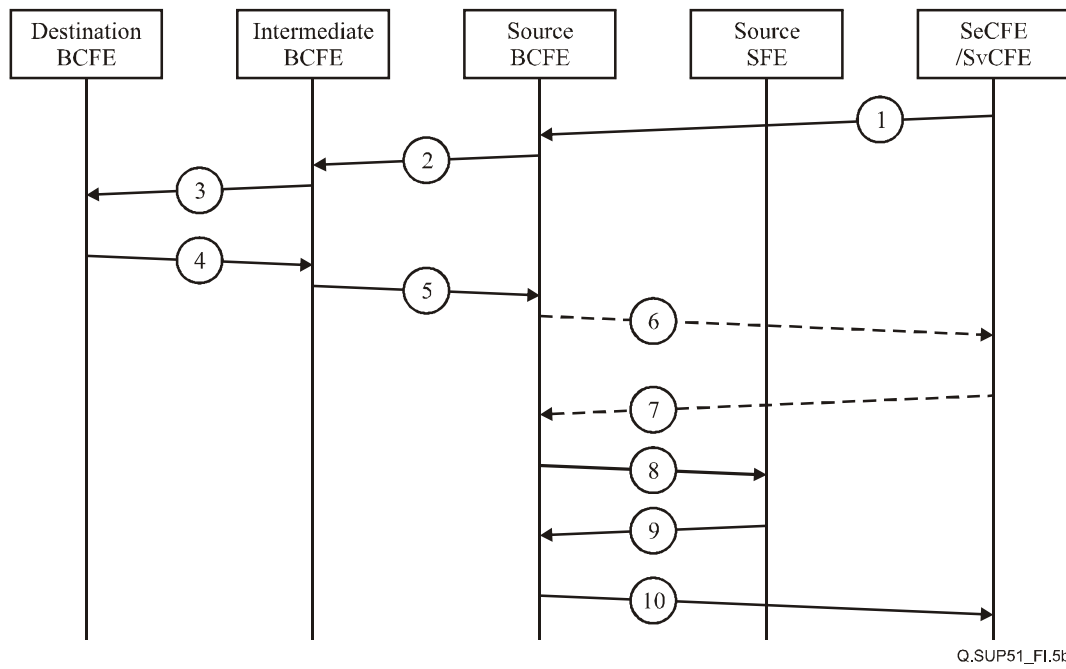 Destination
BCFE
Intermediate
BCFE
Source
BCFE
Source
SFE
SeCFE
/SvCFE
1
2
3
4
5
6
7
8
9
10
Q.SUP51_FI.5b